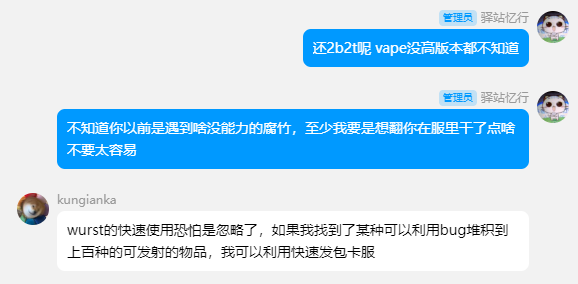 管理员 驿站忆行
还2b2t呢 vape没高版本都不知道
管理员 驿站忆行
不知道你以前是遇到啥没能力的腐竹，至少我要是想翻你在服里干了点啥
不要太容易
kungianka
wurst的快速使用恐怕是忽略了，如果我找到了某种可以利用bug堆积到
上百种的可发射的物品，我可以利用快速发包卡服